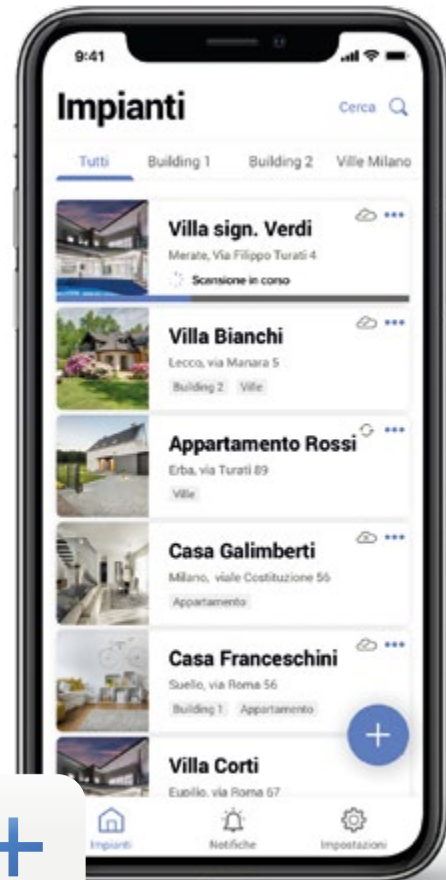 9:41
Impianti
Cerca
Tutti Building 1 Building 2 Ville Milano
Villa sign. Verdi
Merate, Via Filippo Turati 4
Scansione in corso
Villa Bianchi
Lecco, via Manara 5
Building 2 Ville
Appartamento Rossi
Erba, via Turati 89
Ville
Casa Galimberti
Milano, viale Costituzione 56
Appartamento
Casa Franceschini
Suello, via Roma 56
Building 1 Appartamento
+
Villa Corti
Eupilio, via Roma 67
+
Impianti Notifiche Impostazioni